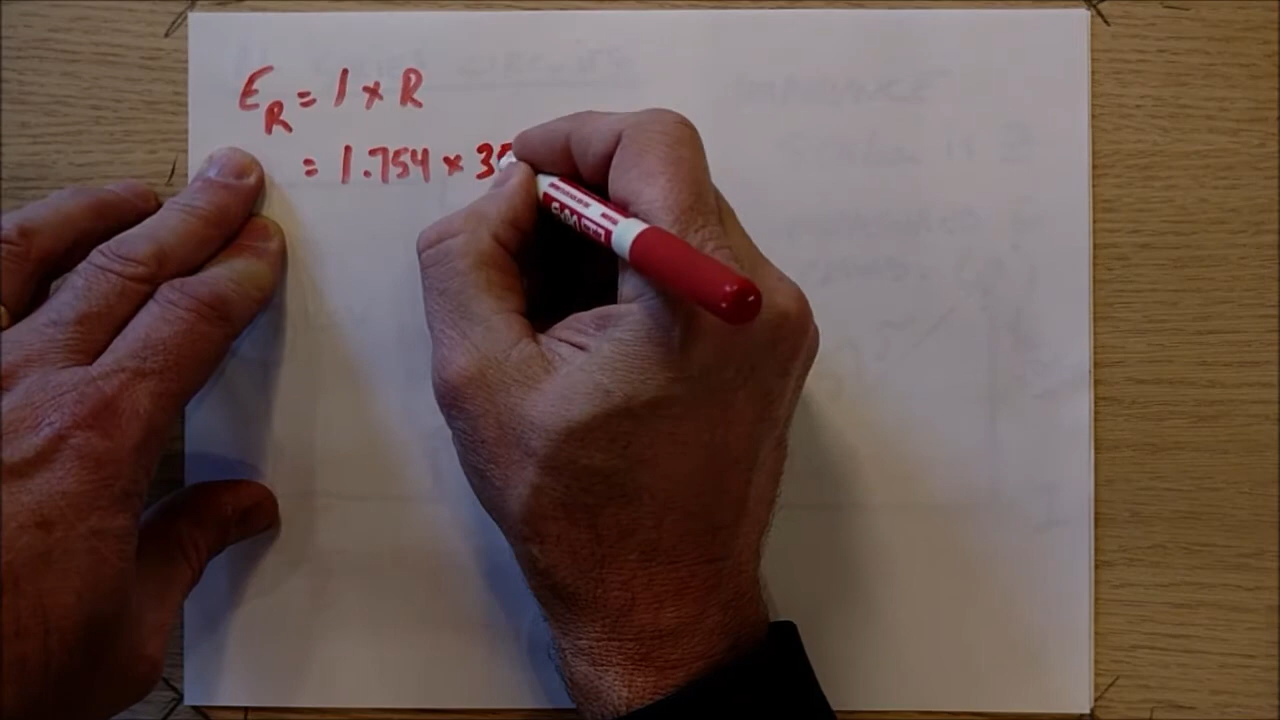 E_R = I x R
= 1.754 x 3